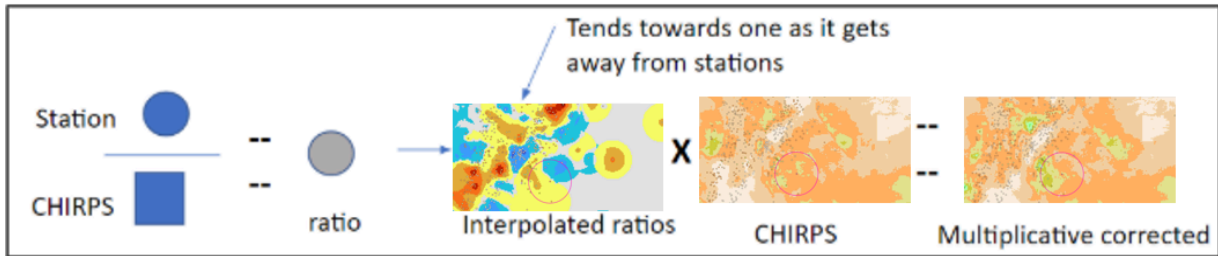 Tends towards one as it gets
away from stations
Station
CHIRPS
--
--
ratio
Interpolated ratios
X
CHIRPS
--
--
Multiplicative corrected